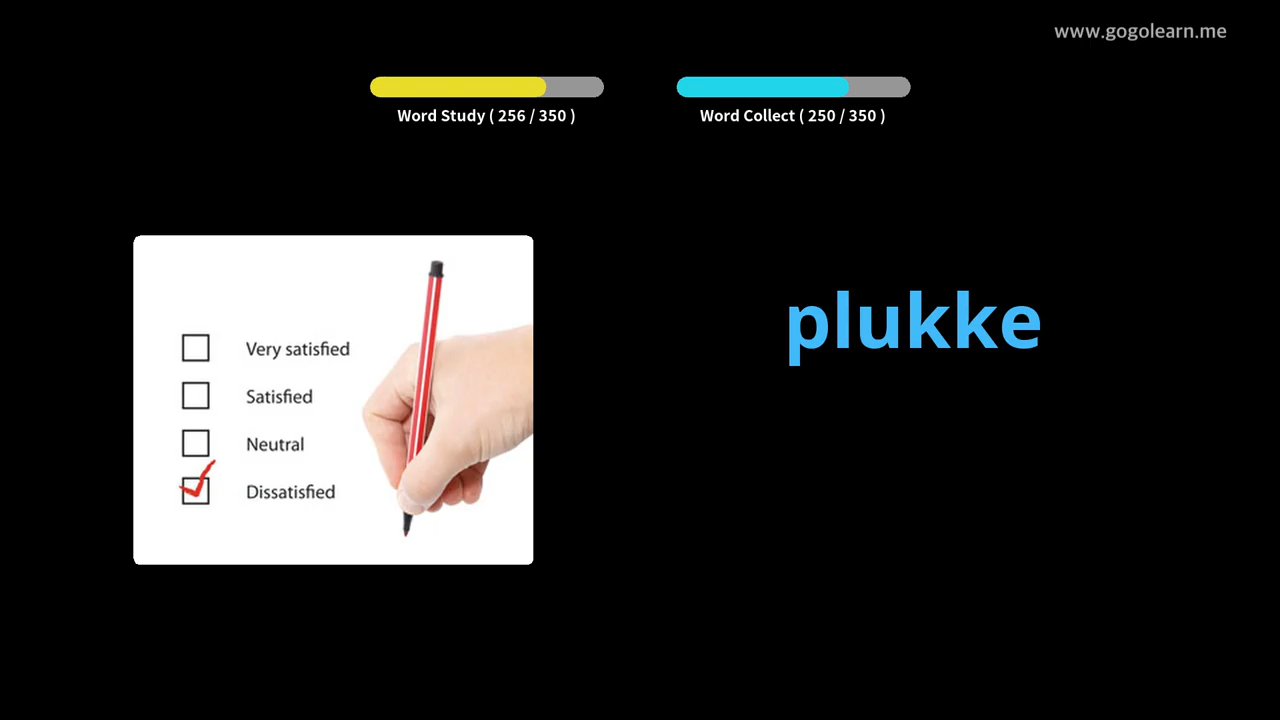 www.gogolearn.me
Word Study ( 256 / 350 )
Word Collect ( 250 / 350 )
plukke
Very satisfied
Satisfied
Neutral
Dissatisfied